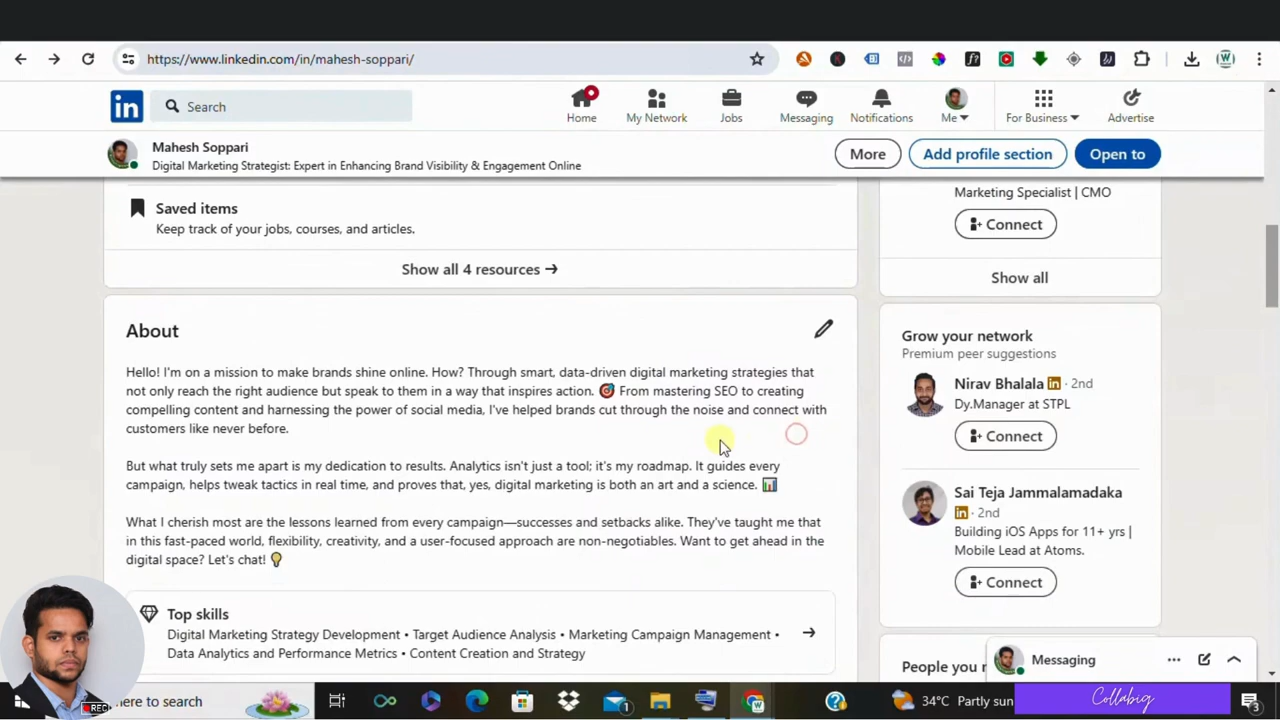 https://www.linkedin.com/in/mahesh-soppari/
in
Search
Home
My Network
Jobs
Messaging
Notifications
Me
For Business
Advertise
Mahesh Soppari
Digital Marketing Strategist: Expert in Enhancing Brand Visibility & Engagement Online
More
Add profile section
Open to
Saved items
Keep track of your jobs, courses, and articles.
Show all 4 resources →
About
Hello! I'm on a mission to make brands shine online. How? Through smart, data-driven digital marketing strategies that
not only reach the right audience but speak to them in a way that inspires action. 🎯 From mastering SEO to creating
compelling content and harnessing the power of social media, I've helped brands cut through the noise and connect with
customers like never before.
But what truly sets me apart is my dedication to results. Analytics isn't just a tool; it's my roadmap. It guides every
campaign, helps tweak tactics in real time, and proves that, yes, digital marketing is both an art and a science. 📊
What I cherish most are the lessons learned from every campaign—successes and setbacks alike. They've taught me that
in this fast-paced world, flexibility, creativity, and a user-focused approach are non-negotiables. Want to get ahead in the
digital space? Let's chat! 💡
Top skills
Digital Marketing Strategy Development • Target Audience Analysis • Marketing Campaign Management •
Data Analytics and Performance Metrics • Content Creation and Strategy
Marketing Specialist | CMO
Connect
Show all
Grow your network
Premium peer suggestions
Nirav Bhalala in · 2nd
Dy.Manager at STPL
Connect
Sai Teja Jammalamadaka
in · 2nd
Building iOS Apps for 11+ yrs |
Mobile Lead at Atoms.
Connect
People you
Messaging
REC
here to search
1
34°C Partly sun
Collabig
3